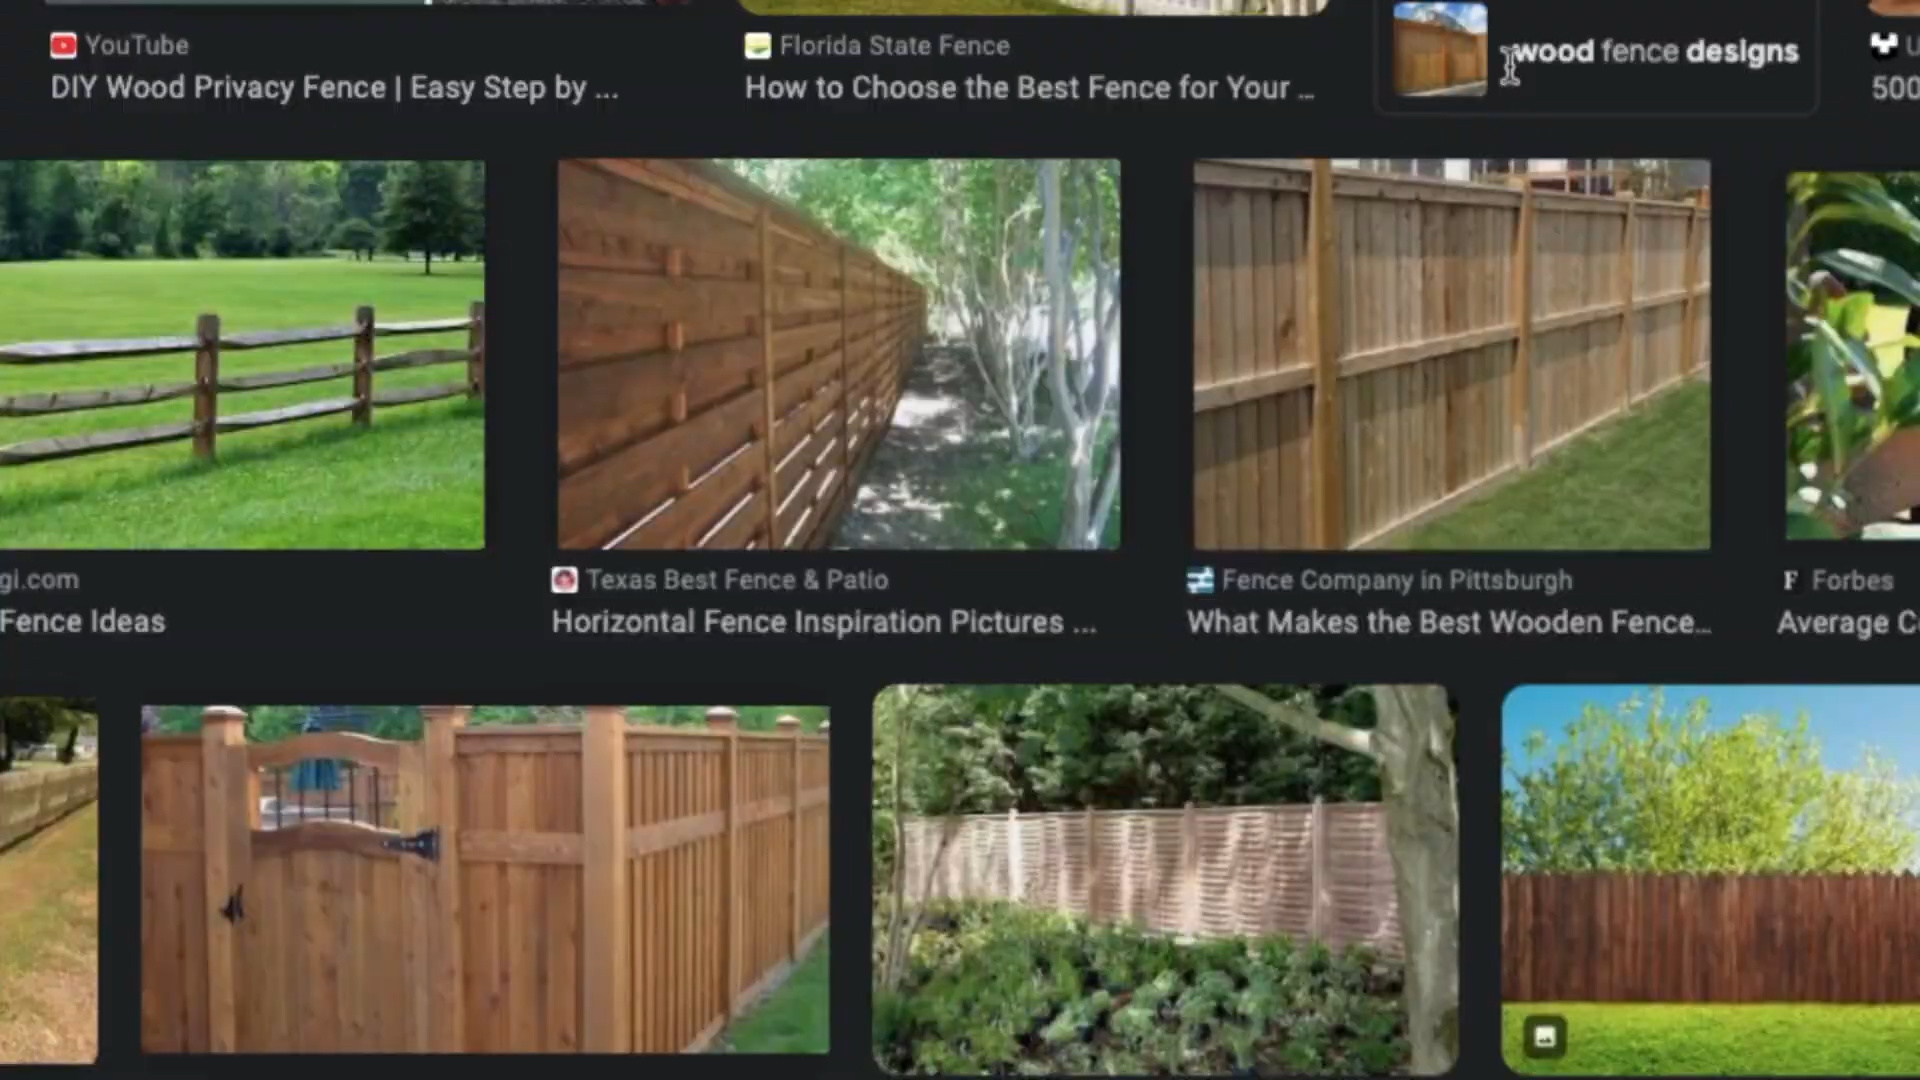 YouTube
DIY Wood Privacy Fence | Easy Step by ...
Florida State Fence
How to Choose the Best Fence for Your ...
wood fence designs
U
500
gi.com
Fence Ideas
Texas Best Fence & Patio
Horizontal Fence Inspiration Pictures ...
Fence Company in Pittsburgh
What Makes the Best Wooden Fence...
F Forbes
Average C